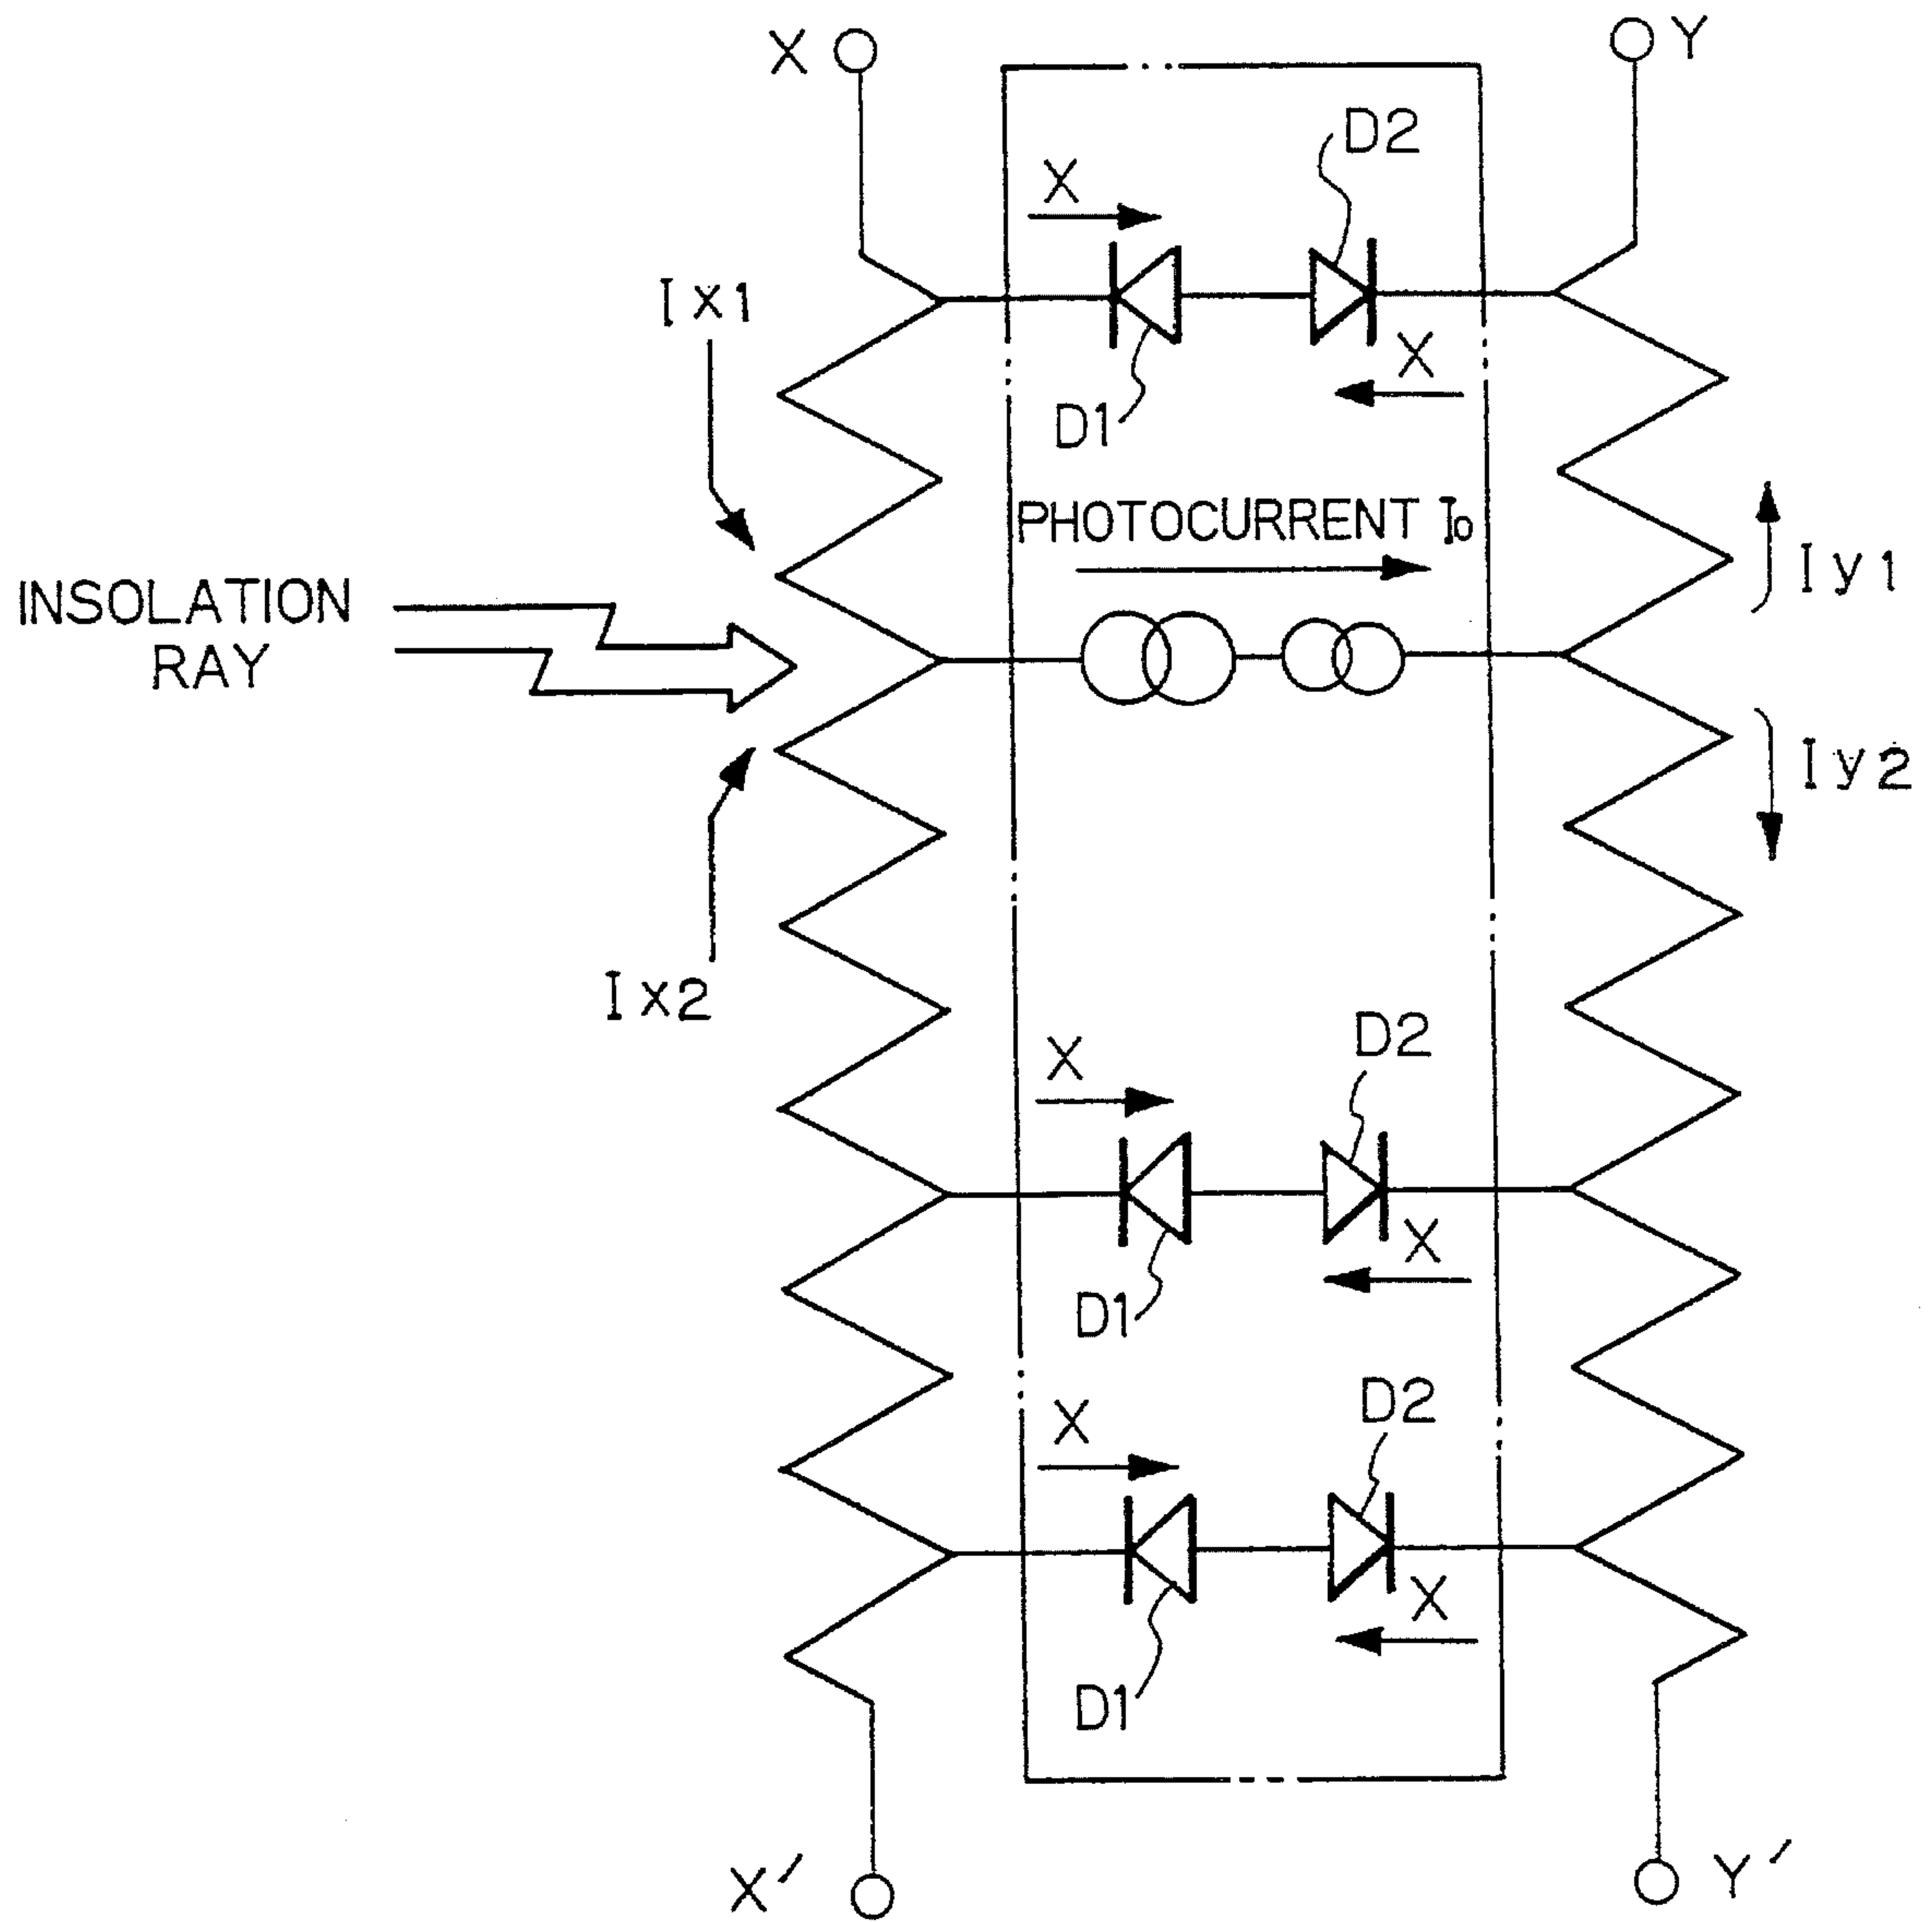 X
Y
D2
X
Ix1
X
D1
PHOTOCURRENT I0
Iy1
INSOLATION
RAY
Iy2
Ix2
D2
X
X
D1
D2
X
X
D1
X′
Y′